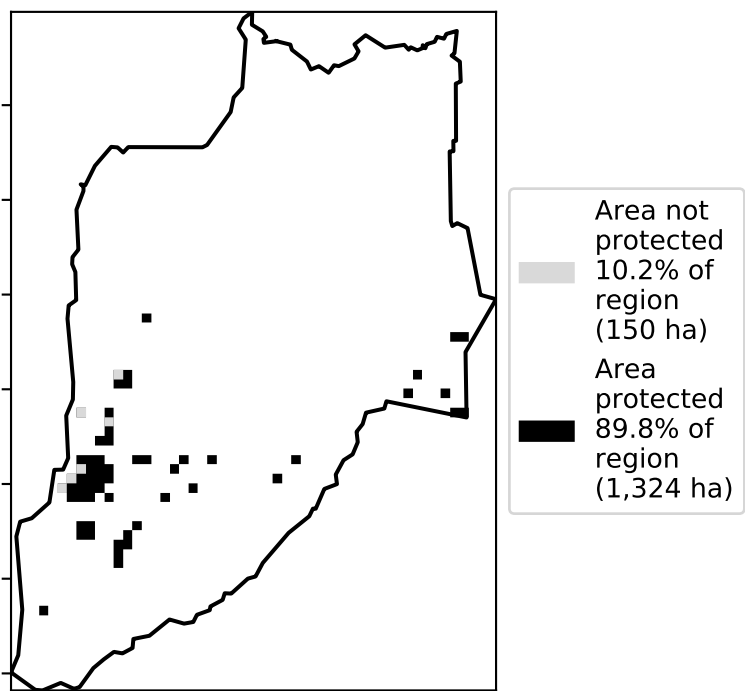 Area not
protected
10.2% of
region
(150 ha)
Area
protected
89.8% of
region
(1,324 ha)